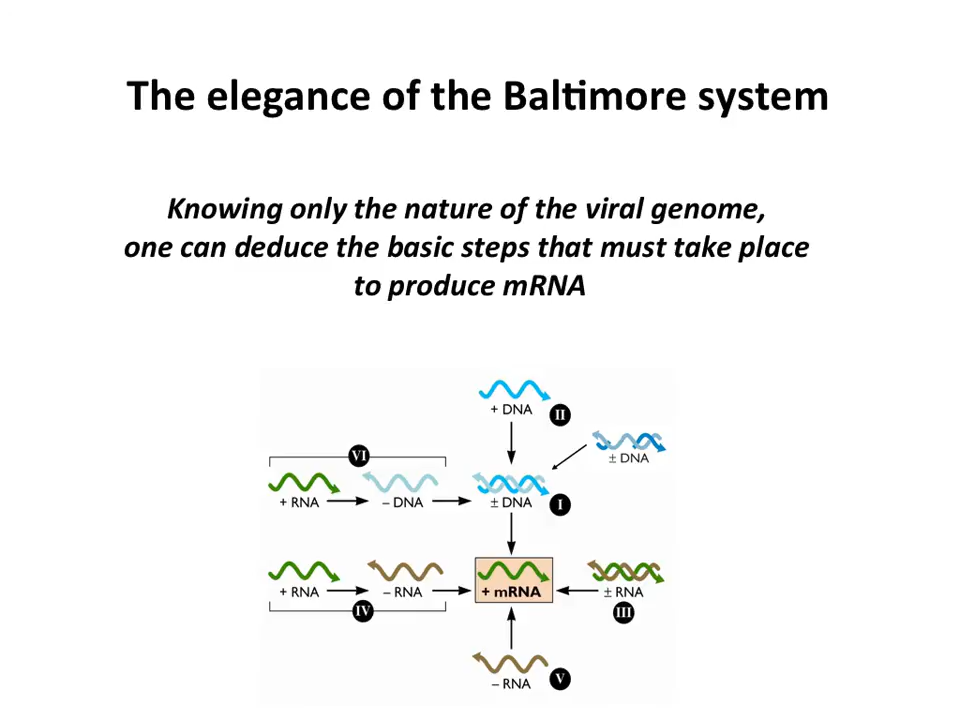 The elegance of the Baltimore system
Knowing only the nature of the viral genome,
one can deduce the basic steps that must take place
to produce mRNA
+ DNA
II
± DNA
VI
+ RNA
– DNA
± DNA
I
+ RNA
– RNA
+ mRNA
± RNA
IV
III
– RNA
V